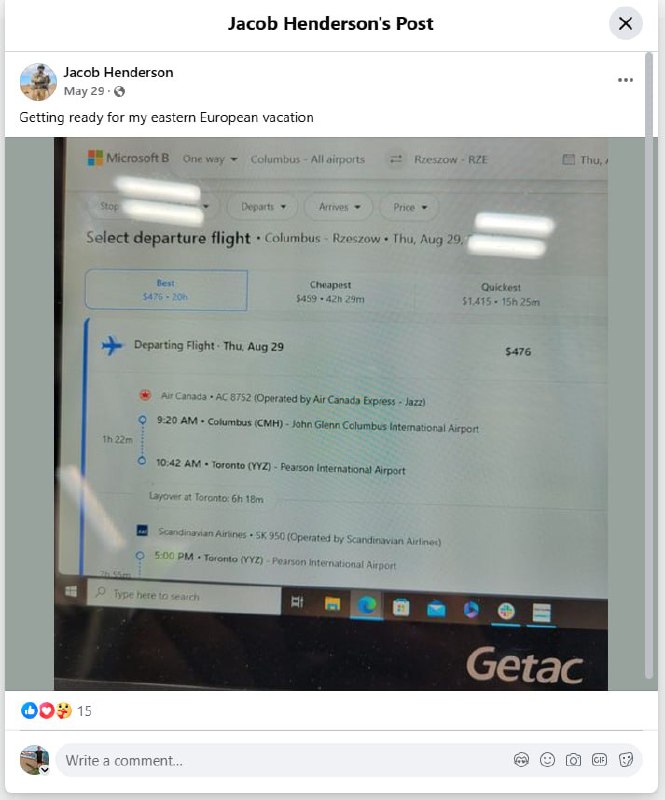 Jacob Henderson's Post
Jacob Henderson
May 29 ·
Getting ready for my eastern European vacation
Microsoft B One way Columbus - All airports Rzeszow - RZE Thu,
Stop Departs Arrives Price
Select departure flight • Columbus - Rzeszow • Thu, Aug 29,
Best Cheapest Quickest
$476 • 20h $459 • 42h 29m $1,415 • 15h 25m
Departing Flight · Thu, Aug 29 $476
Air Canada • AC 8752 (Operated by Air Canada Express - Jazz)
9:20 AM • Columbus (CMH) - John Glenn Columbus International Airport
1h 22m
10:42 AM • Toronto (YYZ) - Pearson International Airport
Layover at Toronto: 6h 18m
Scandinavian Airlines • SK 950 (Operated by Scandinavian Airlines)
5:00 PM • Toronto (YYZ) - Pearson International Airport
7h 55m
Type here to search
Getac
15
Write a comment...
GIF